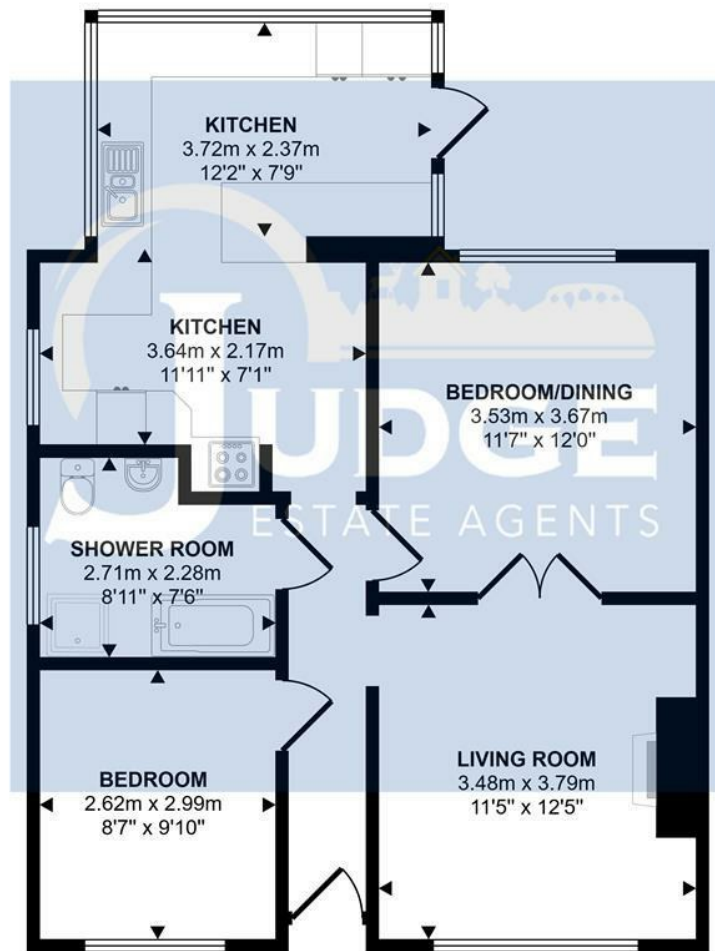 KITCHEN
3.72m x 2.37m
12'2" x 7'9"
KITCHEN
3.64m x 2.17m
11'11" x 7'1"
BEDROOM/DINING
3.53m x 3.67m
11'7" x 12'0"
JUDGE
ESTATE AGENTS
SHOWER ROOM
2.71m x 2.28m
8'11" x 7'6"
BEDROOM
2.62m x 2.99m
8'7" x 9'10"
LIVING ROOM
3.48m x 3.79m
11'5" x 12'5"